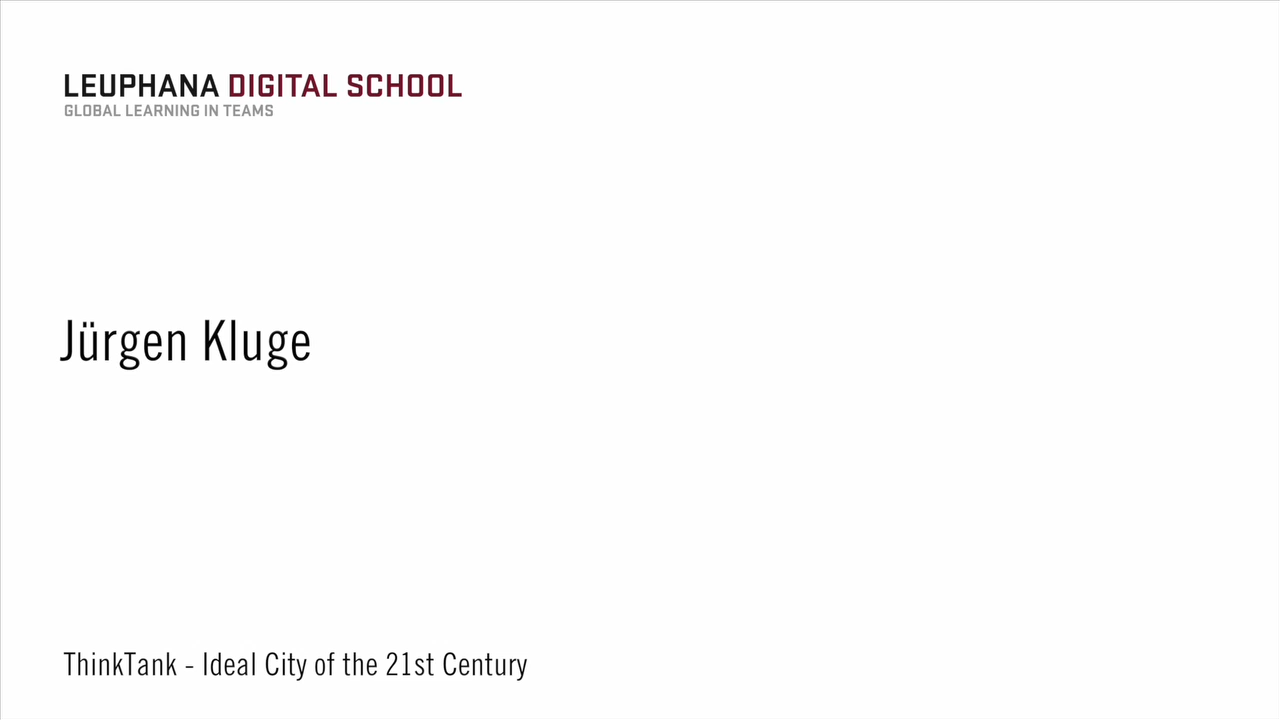 LEUPHANA DIGITAL SCHOOL
GLOBAL LEARNING IN TEAMS
Jürgen Kluge
ThinkTank - Ideal City of the 21st Century